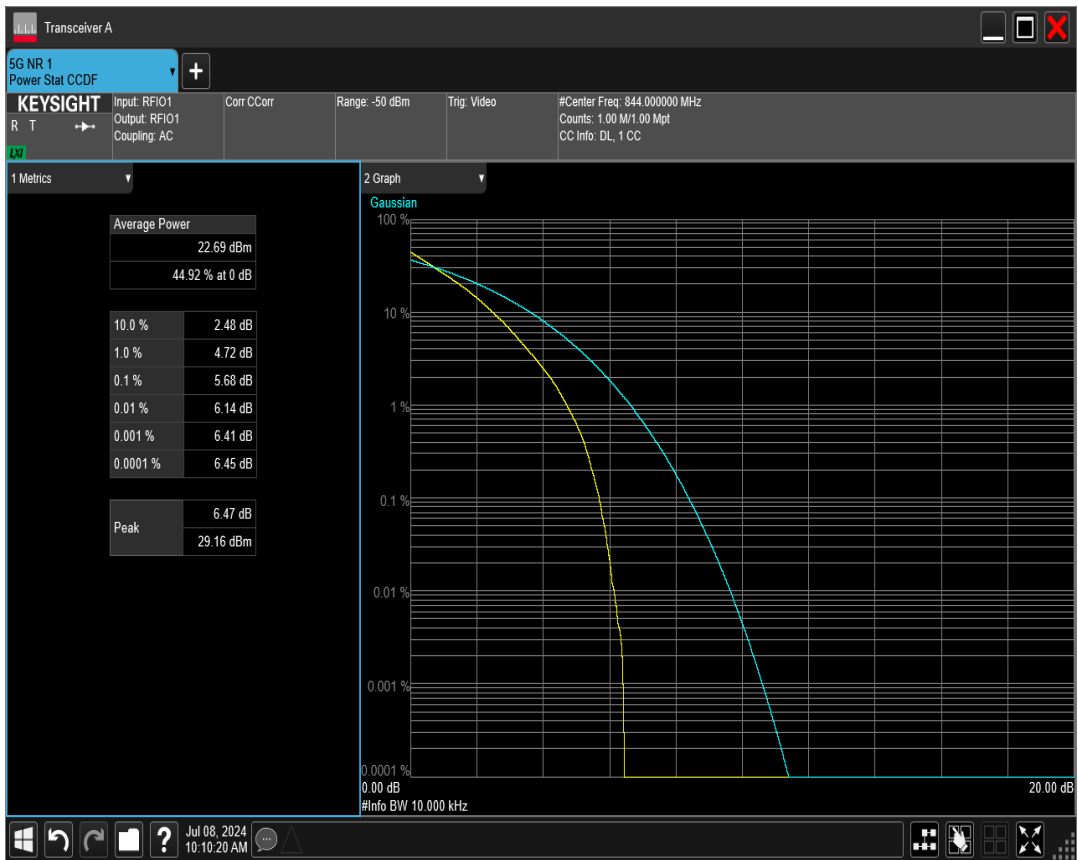 Transceiver A
5G NR 1
Power Stat CCDF
+
KEYSIGHT
R T
LXI
Input: RFIO1
Output: RFIO1
Coupling: AC
Corr CCorr
Range: -50 dBm
Trig: Video
#Center Freq: 844.000000 MHz
Counts: 1.00 M/1.00 Mpt
CC Info: DL, 1 CC
1 Metrics
Average Power
22.69 dBm
44.92 % at 0 dB
10.0 % 2.48 dB
1.0 % 4.72 dB
0.1 % 5.68 dB
0.01 % 6.14 dB
0.001 % 6.41 dB
0.0001 % 6.45 dB
Peak
6.47 dB
29.16 dBm
2 Graph
Gaussian
100 %
10 %
1 %
0.1 %
0.01 %
0.001 %
0.0001 %
0.00 dB 20.00 dB
#Info BW 10.000 kHz
?
Jul 08, 2024
10:10:20 AM